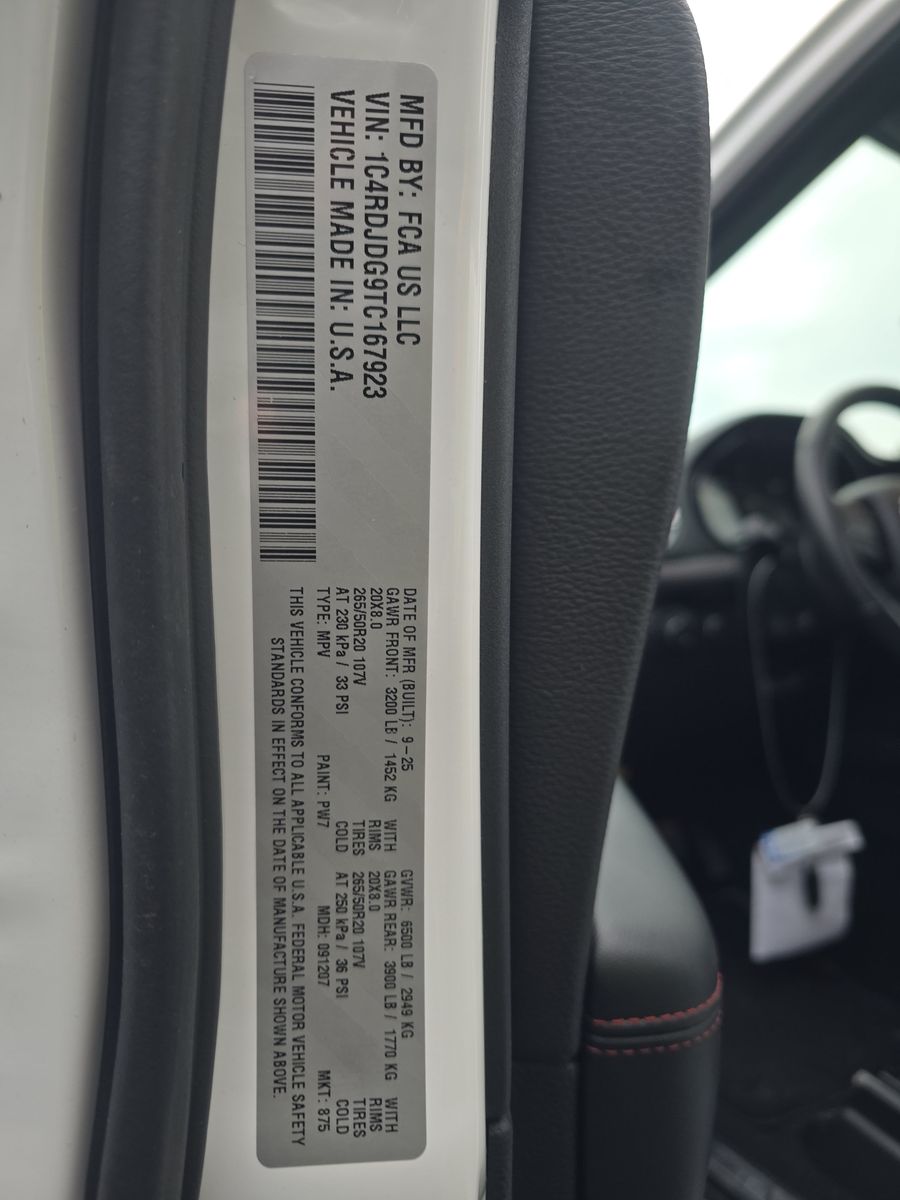 MFD BY: FCA US LLC
VIN: 1C4RDJDG9TC167923
VEHICLE MADE IN: U.S.A.
DATE OF MFR (BUILT): 9-25 GVWR: 6500 LB / 2949 KG
GAWR FRONT: 3200 LB / 1452 KG WITH GAWR REAR: 3900 LB / 1770 KG WITH
20X8.0 RIMS 20X8.0 RIMS
265/50R20 107V TIRES 265/50R20 107V TIRES
AT 230 kPa / 33 PSI COLD AT 250 kPa / 36 PSI COLD
TYPE: MPV PAINT: PW7 MDH: 091207 MKT: 875
THIS VEHICLE CONFORMS TO ALL APPLICABLE U.S.A. FEDERAL MOTOR VEHICLE SAFETY
STANDARDS IN EFFECT ON THE DATE OF MANUFACTURE SHOWN ABOVE.